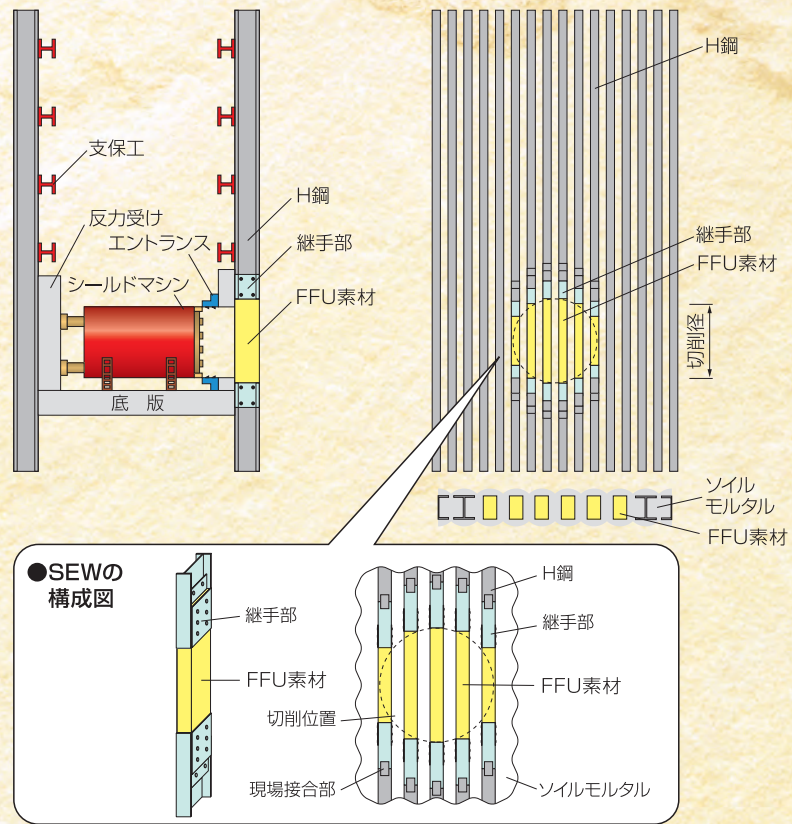 支保工
反力受け
エントランス
シールドマシン
底 版
H鋼
継手部
FFU素材
H鋼
継手部
FFU素材
切削径
ソイル
モルタル
FFU素材
●SEWの
構成図
継手部
FFU素材
切削位置
現場接合部
H鋼
継手部
FFU素材
ソイルモルタル